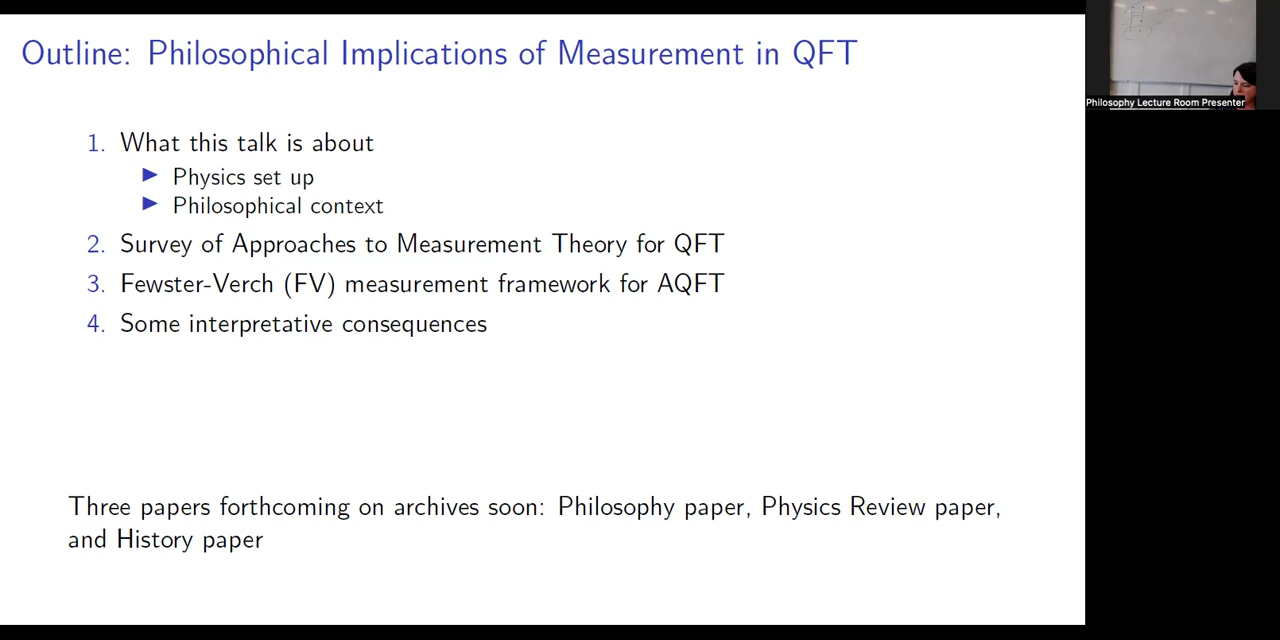 Outline: Philosophical Implications of Measurement in QFT
Philosophy Lecture Room Presenter
1. What this talk is about
▶ Physics set up
▶ Philosophical context
2. Survey of Approaches to Measurement Theory for QFT
3. Fewster-Verch (FV) measurement framework for AQFT
4. Some interpretative consequences
Three papers forthcoming on archives soon: Philosophy paper, Physics Review paper,
and History paper